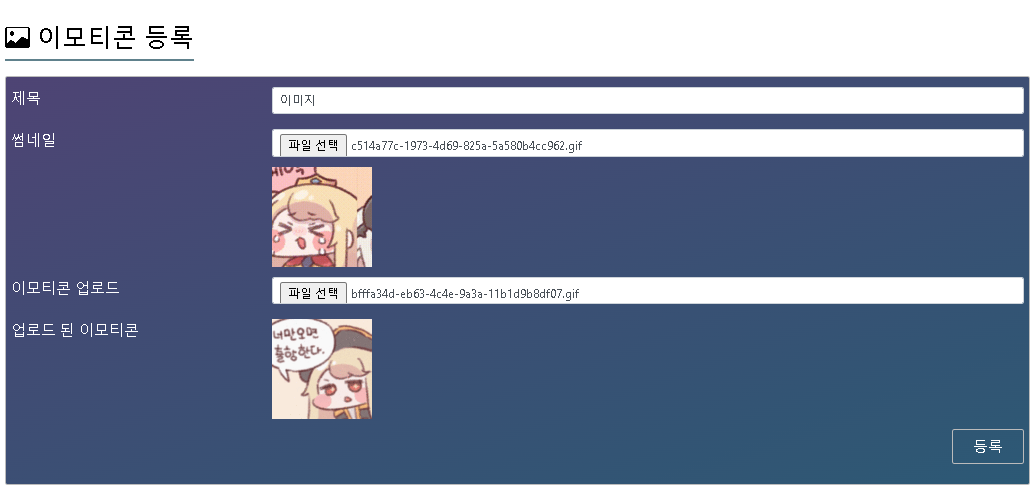 이모티콘 등록
제목
이미지
썸네일
파일 선택 c514a77c-1973-4d69-825a-5a580b4cc962.gif
이모티콘 업로드
파일 선택 bfffa34d-eb63-4c4e-9a3a-11b1d9b8df07.gif
업로드 된 이모티콘
너만오면
출항한다.
등록